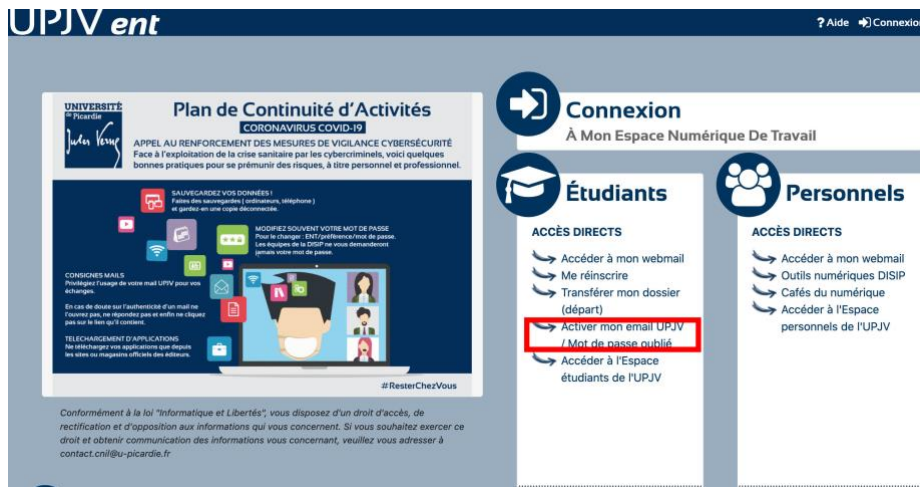 UPJV ent
? Aide Connexion
UNIVERSITÉ
de Picardie
Jules Verne
Plan de Continuité d'Activités
CORONAVIRUS COVID-19
APPEL AU RENFORCEMENT DES MESURES DE VIGILANCE CYBERSÉCURITÉ
Face à l'exploitation de la crise sanitaire par les cybercriminels, voici quelques
bonnes pratiques pour se prémunir des risques, à titre personnel et professionnel.
SAUVEGARDEZ VOS DONNÉES !
Faites des sauvegardes ( ordinateurs, téléphone )
et gardez-en une copie déconnectée.
MODIFIEZ SOUVENT VOTRE MOT DE PASSE
Pour le changer : ENT/préférence/mot de passe.
Les équipes de la DISIP ne vous demanderont
jamais votre mot de passe.
CONSIGNES MAILS
Privilégiez l'usage de votre mail UPJV pour vos
échanges.
En cas de doute sur l'authenticité d'un mail ne
l'ouvrez pas, ne répondez pas et enfin ne cliquez
pas sur le lien qu'il contient.
TELECHARGEMENT D'APPLICATIONS
Ne téléchargez vos applications que depuis
les sites ou magasins officiels des éditeurs.
#ResterChezVous
Conformément à la loi "Informatique et Libertés", vous disposez d'un droit d'accès, de
rectification et d'opposition aux informations qui vous concernent. Si vous souhaitez exercer ce
droit et obtenir communication des informations vous concernant, veuillez vous adresser à
contact.cnil@u-picardie.fr
Connexion
À Mon Espace Numérique De Travail
Étudiants
ACCÈS DIRECTS
Accéder à mon webmail
Me réinscrire
Transférer mon dossier
(départ)
Activer mon email UPJV
/ Mot de passe oublié
Accéder à l'Espace
étudiants de l'UPJV
Personnels
ACCÈS DIRECTS
Accéder à mon webmail
Outils numériques DISIP
Cafés du numérique
Accéder à l'Espace
personnels de l'UPJV